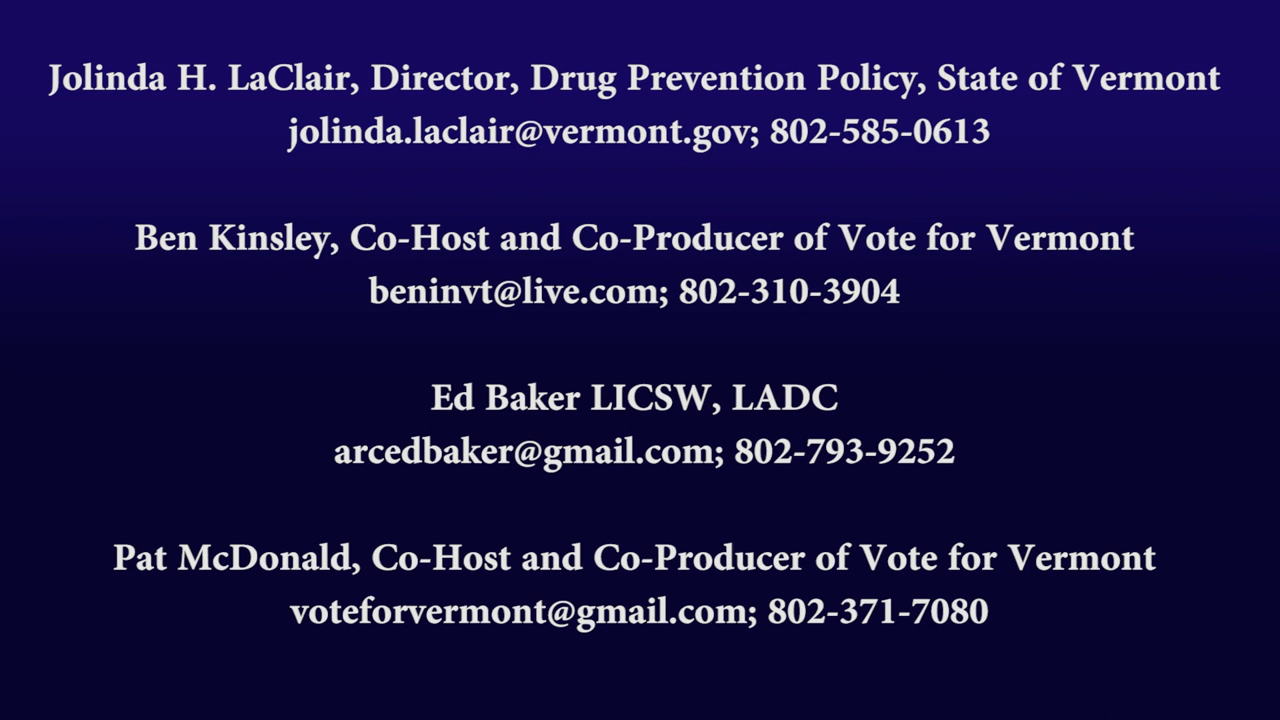 Jolinda H. LaClair, Director, Drug Prevention Policy, State of Vermont
jolinda.laclair@vermont.gov; 802-585-0613
Ben Kinsley, Co-Host and Co-Producer of Vote for Vermont
beninvt@live.com; 802-310-3904
Ed Baker LICSW, LADC
arcedbaker@gmail.com; 802-793-9252
Pat McDonald, Co-Host and Co-Producer of Vote for Vermont
voteforvermont@gmail.com; 802-371-7080